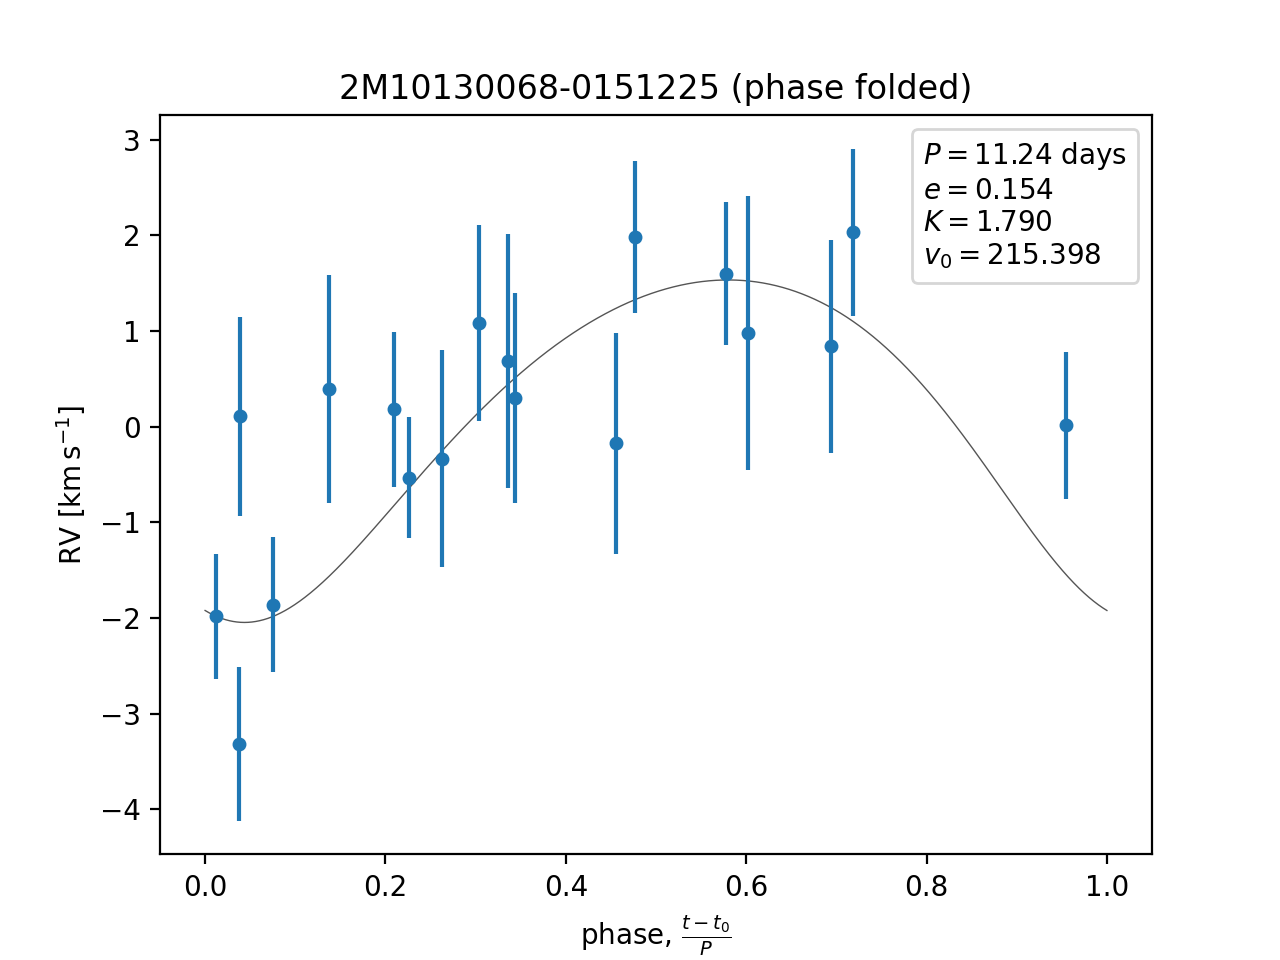 2M10130068-0151225 (phase folded)
P = 11.24 days
e = 0.154
K = 1.790
v₀ = 215.398
3
2
1
0
−1
−2
−3
−4
RV [km s⁻¹]
0.0 0.2 0.4 0.6 0.8 1.0
phase, (t − t₀)/P